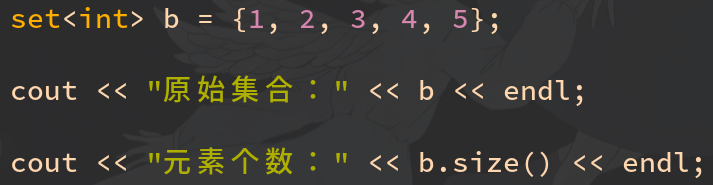 set<int> b = {1, 2, 3, 4, 5};
cout << "原始集合：" << b << endl;
cout << "元素个数：" << b.size() << endl;